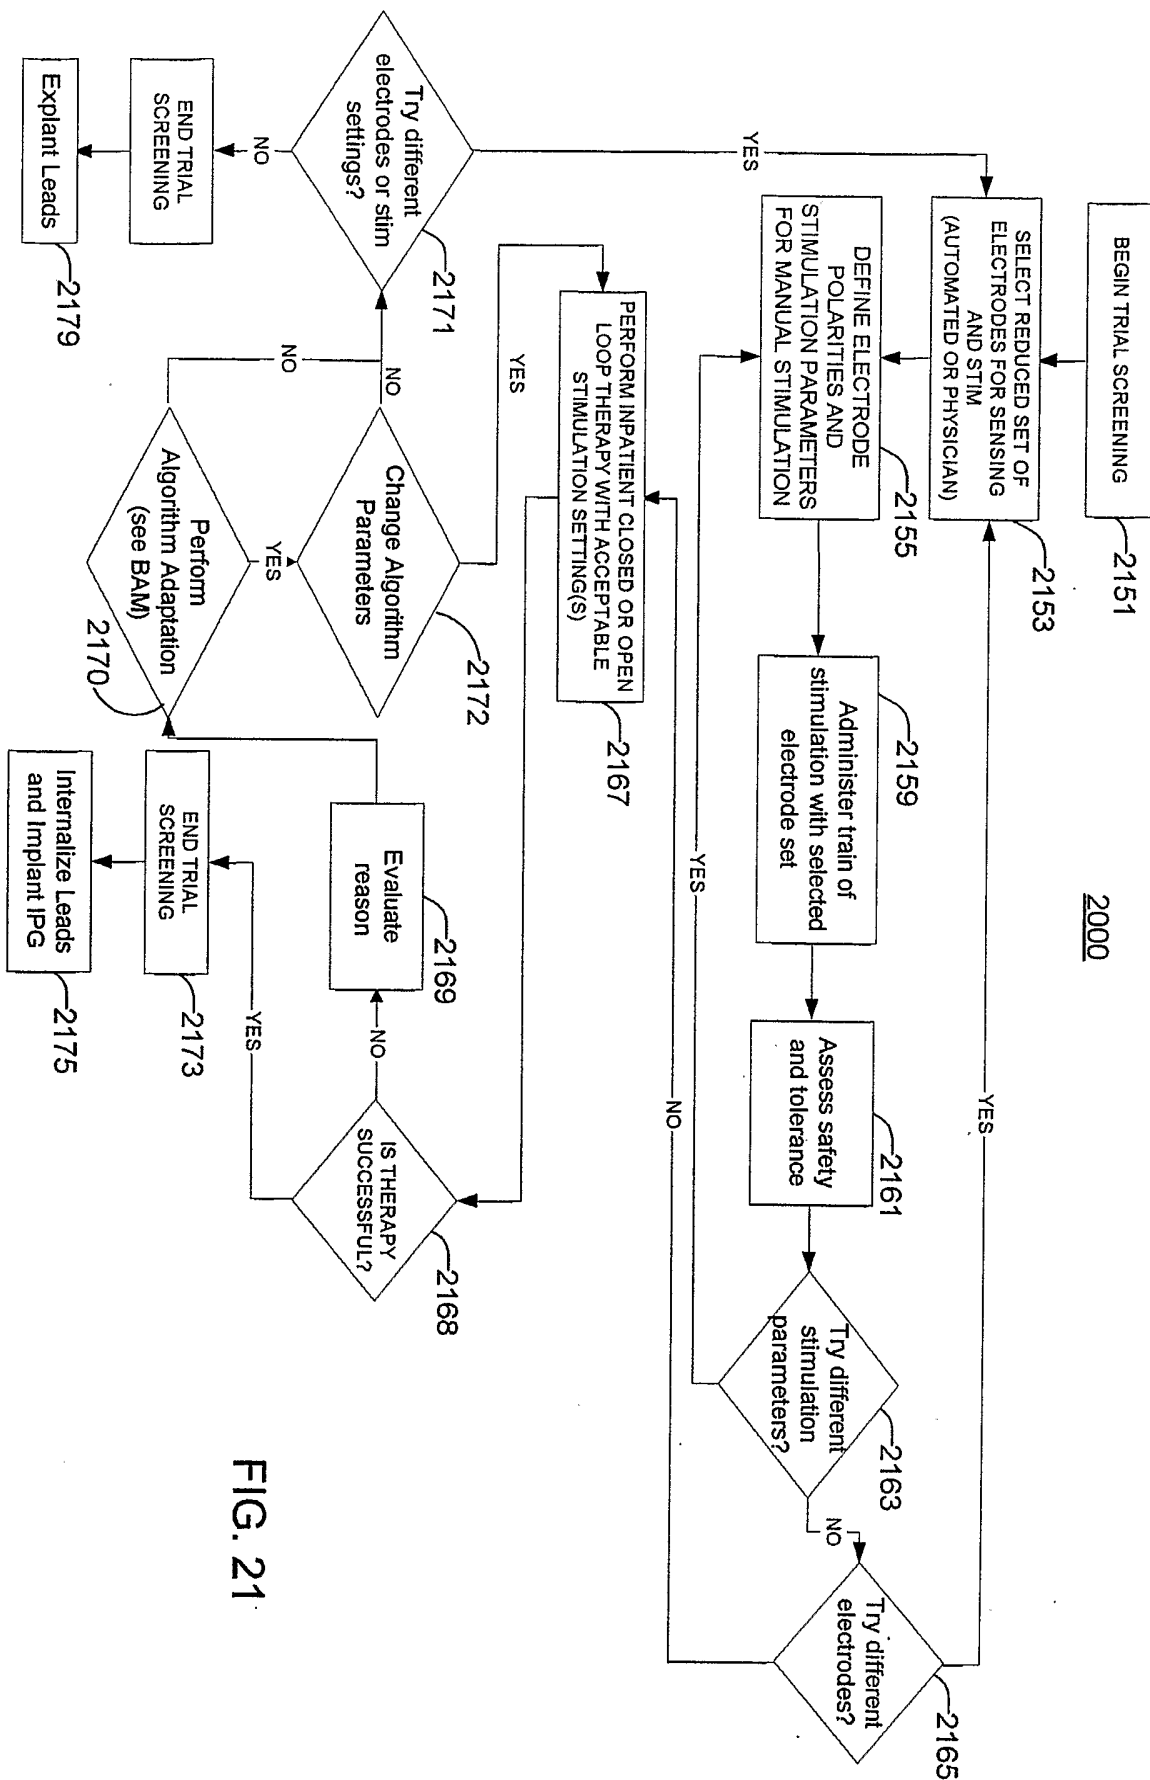 2000
BEGIN TRIAL SCREENING
2151
SELECT REDUCED SET OF
ELECTRODES FOR SENSING
AND STIM
(AUTOMATED OR PHYSICIAN)
2153
YES
DEFINE ELECTRODE
POLARITIES AND
STIMULATION PARAMETERS
FOR MANUAL STIMULATION
2155
Administer train of
stimulation with selected
electrode set
2159
Assess safety
and tolerance
2161
Try different
stimulation
parameters?
2163
NO
Try different
electrodes?
2165
YES
YES
NO
PERFORM INPATIENT CLOSED OR OPEN
LOOP THERAPY WITH ACCEPTABLE
STIMULATION SETTING(S)
2167
YES
Try different
electrodes or stim
settings?
2171
NO
Change Algorithm
Parameters
2172
Evaluate
reason
2169
NO
IS THERAPY
SUCCESSFUL?
2168
NO
YES
NO
END TRIAL
SCREENING
Perform
Algorithm Adaptation
(see BAM)
2170
END TRIAL
SCREENING
2173
YES
Explant Leads
2179
Internalize Leads
and Implant IPG
2175
FIG. 21